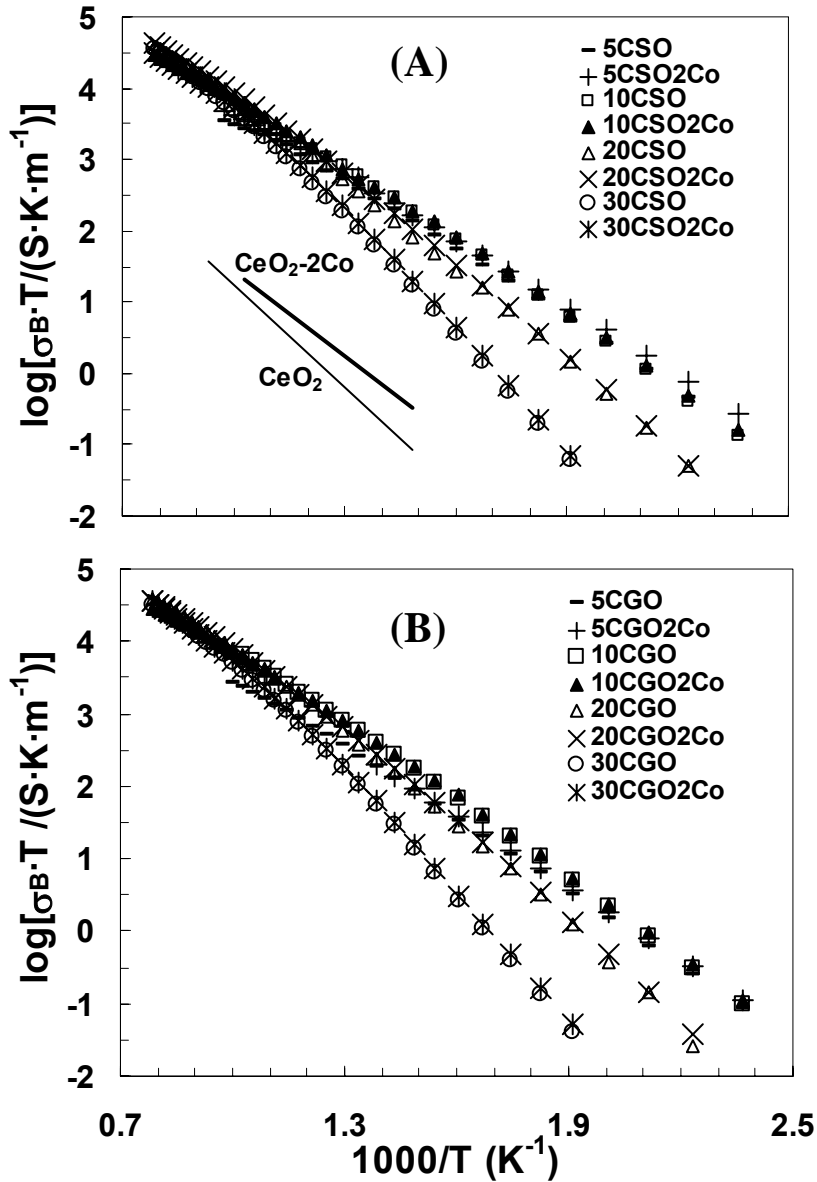 (A)
log[σB·T/(S·K·m⁻¹)]
5
4
3
2
1
0
-1
-2
5CSO
5CSO2Co
10CSO
10CSO2Co
20CSO
20CSO2Co
30CSO
30CSO2Co
CeO₂-2Co
CeO₂
(B)
log[σB·T /(S·K·m⁻¹)]
5
4
3
2
1
0
-1
-2
5CGO
5CGO2Co
10CGO
10CGO2Co
20CGO
20CGO2Co
30CGO
30CGO2Co
0.7 1.3 1.9 2.5
1000/T (K⁻¹)